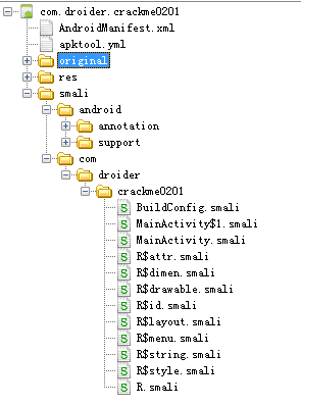 com.droider.crackme0201
AndroidManifest.xml
apktool.yml
original
res
smali
android
annotation
support
com
droider
crackme0201
S BuildConfig.smali
S MainActivity$1.smali
S MainActivity.smali
S R$attr.smali
S R$dimen.smali
S R$drawable.smali
S R$id.smali
S R$layout.smali
S R$menu.smali
S R$string.smali
S R$style.smali
S R.smali